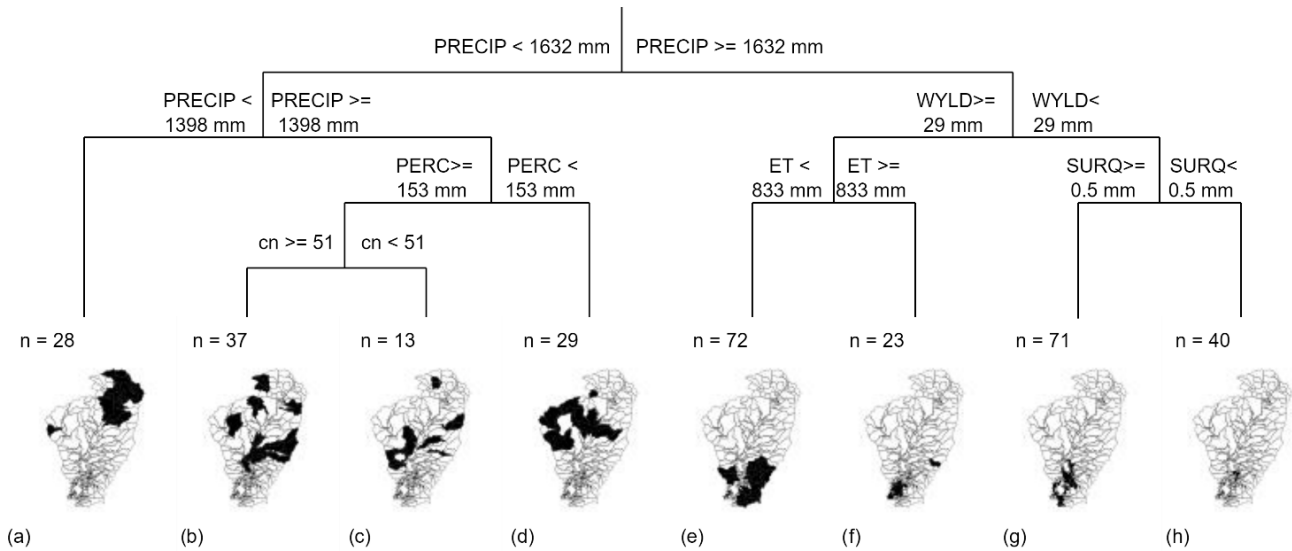 PRECIP < 1632 mm
PRECIP >= 1632 mm
PRECIP <
1398 mm
PRECIP >=
1398 mm
WYLD>=
29 mm
WYLD<
29 mm
PERC>=
153 mm
PERC <
153 mm
ET <
833 mm
ET >=
833 mm
SURQ>=
0.5 mm
SURQ<
0.5 mm
cn >= 51
cn < 51
n = 28
n = 37
n = 13
n = 29
n = 72
n = 23
n = 71
n = 40
(a)
(b)
(c)
(d)
(e)
(f)
(g)
(h)